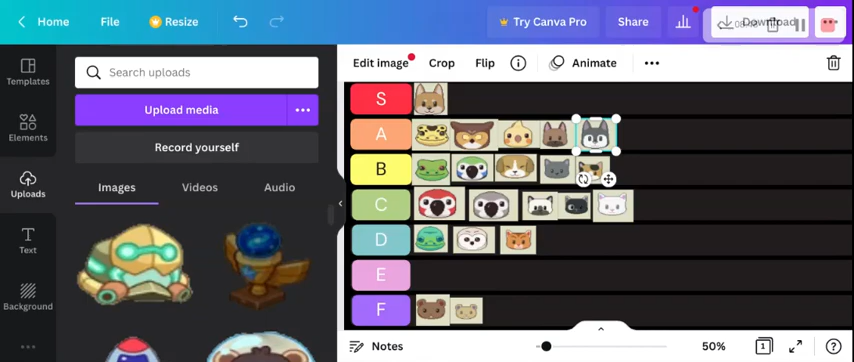 Home File Resize Try Canva Pro Share Download
Templates
Elements
Uploads
Text
Background
Search uploads
Upload media
Record yourself
Images Videos Audio
Edit image Crop Flip Animate
S
A
B
C
D
E
F
Notes 50% 1